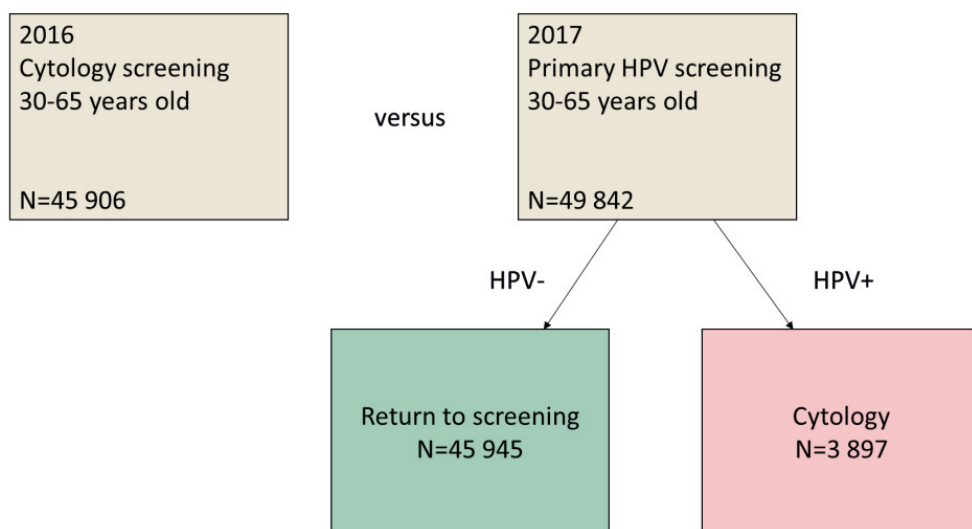 2016
Cytology screening
30-65 years old
N=45 906
versus
2017
Primary HPV screening
30-65 years old
N=49 842
HPV-
HPV+
Return to screening
N=45 945
Cytology
N=3 897